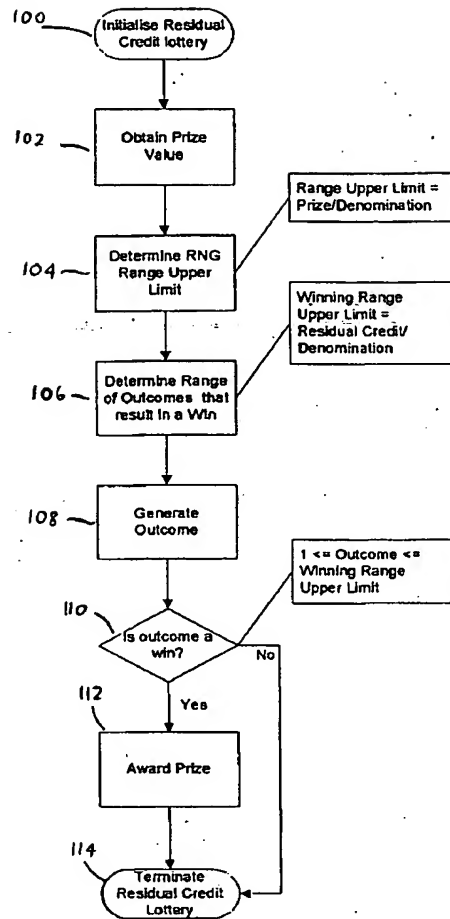 100
Initialise Residual
Credit lottery
102
Obtain Prize
Value
Range Upper Limit =
Prize/Denomination
104
Determine RNG
Range Upper
Limit
Winning Range
Upper Limit =
Residual Credit/
Denomination
106
Determine Range
of Outcomes that
result in a Win
108
Generate
Outcome
1 <= Outcome <=
Winning Range
Upper Limit
110
Is outcome a
win?
No
Yes
112
Award Prize
114
Terminate
Residual Credit
Lottery